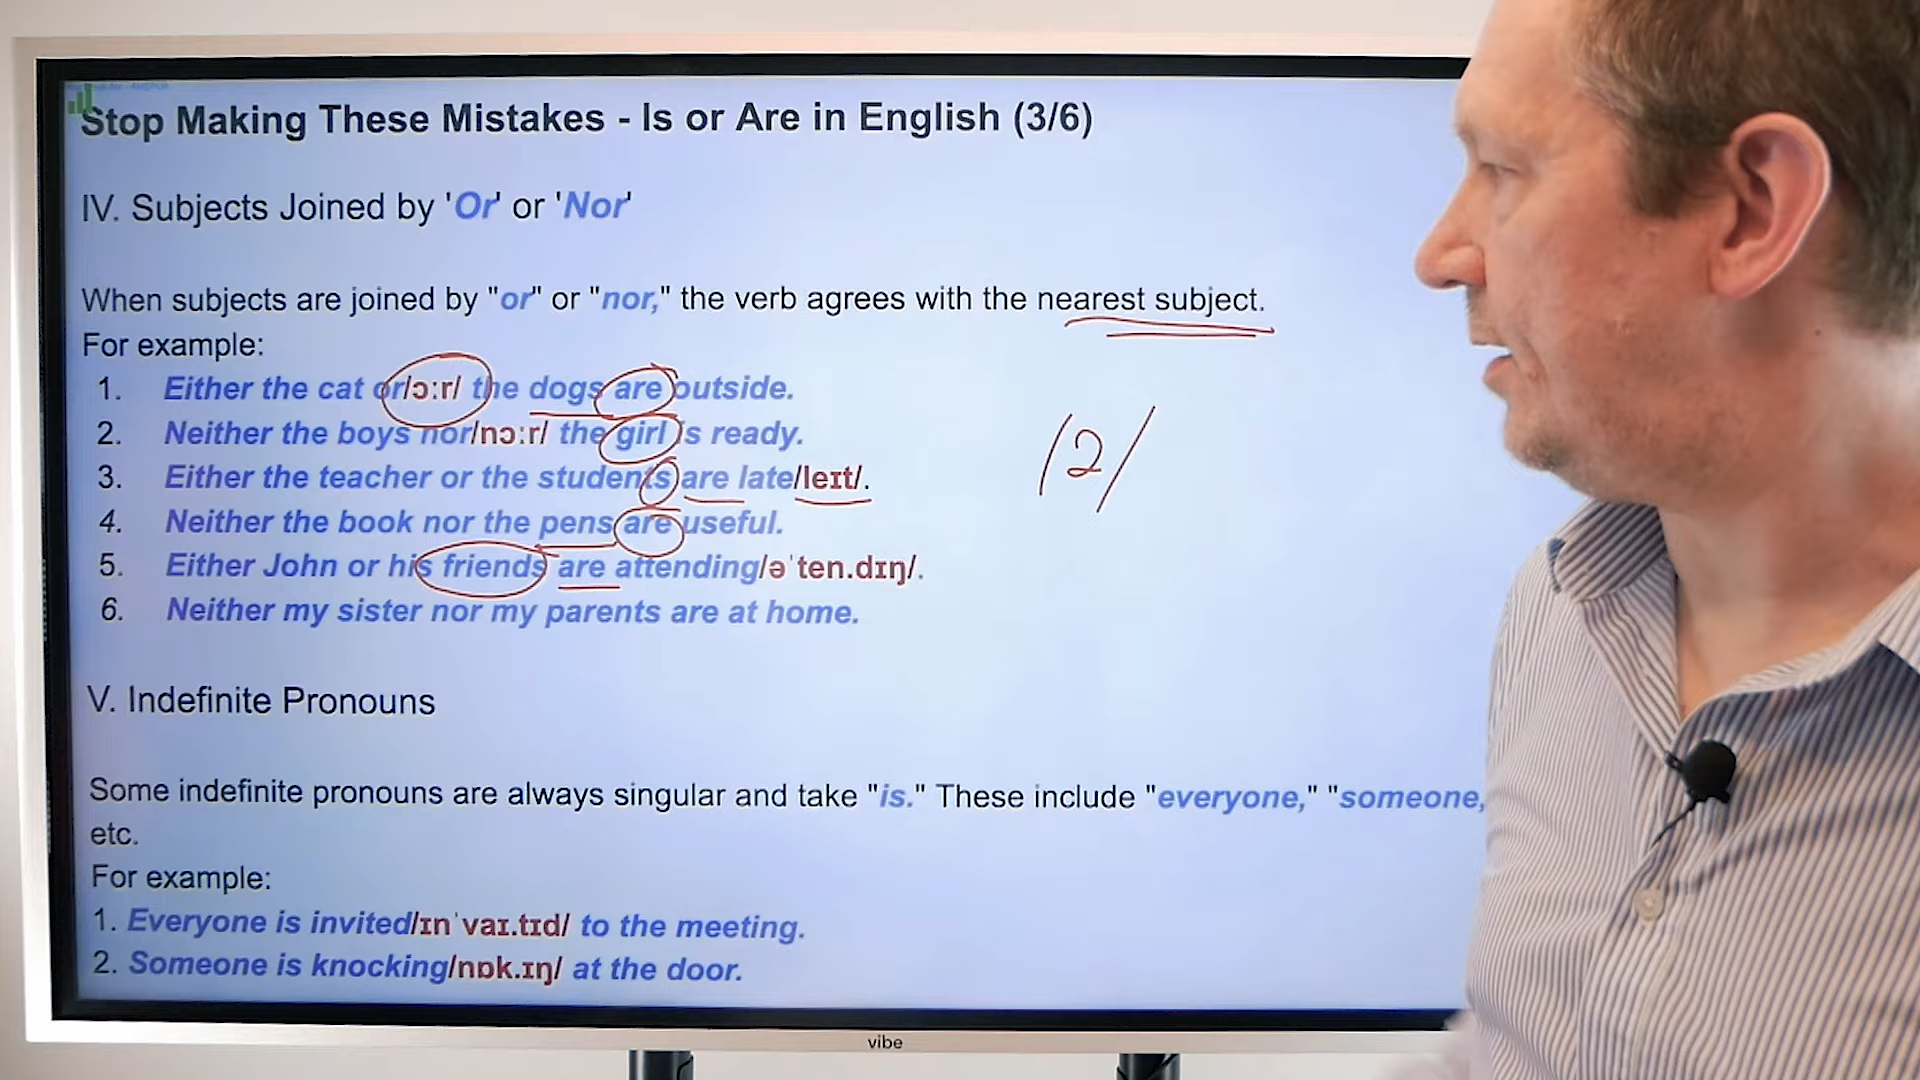 Stop Making These Mistakes - Is or Are in English (3/6)
IV. Subjects Joined by 'Or' or 'Nor'
When subjects are joined by "or" or "nor," the verb agrees with the nearest subject.
For example:
1. Either the cat or/ɔːr/ the dogs are outside.
2. Neither the boys nor/nɔːr/ the girl is ready.
3. Either the teacher or the students are late/leɪt/.
4. Neither the book nor the pens are useful.
5. Either John or his friends are attending/əˈten.dɪŋ/.
6. Neither my sister nor my parents are at home.
/2/
V. Indefinite Pronouns
Some indefinite pronouns are always singular and take "is." These include "everyone," "someone,
etc.
For example:
1. Everyone is invited/ɪnˈvaɪ.tɪd/ to the meeting.
2. Someone is knocking/nɒk.ɪŋ/ at the door.
vibe